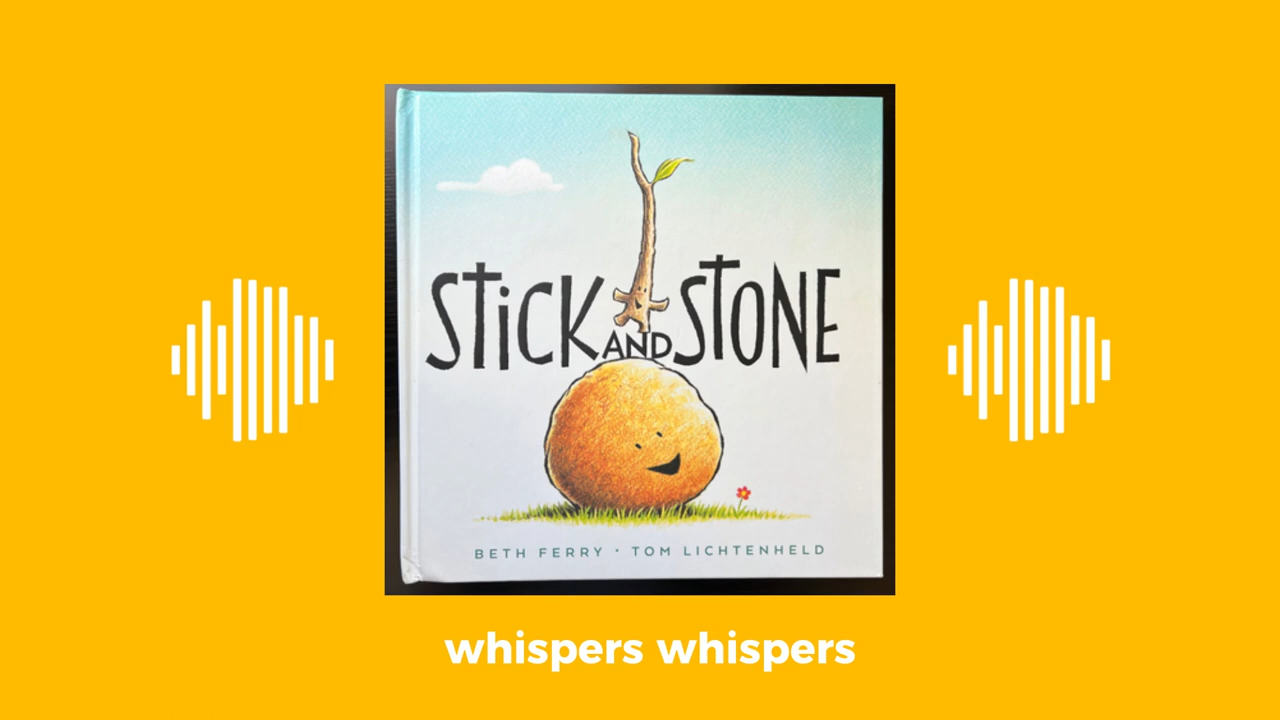 STiCK AND STONE
BETH FERRY • TOM LICHTENHELD
whispers whispers